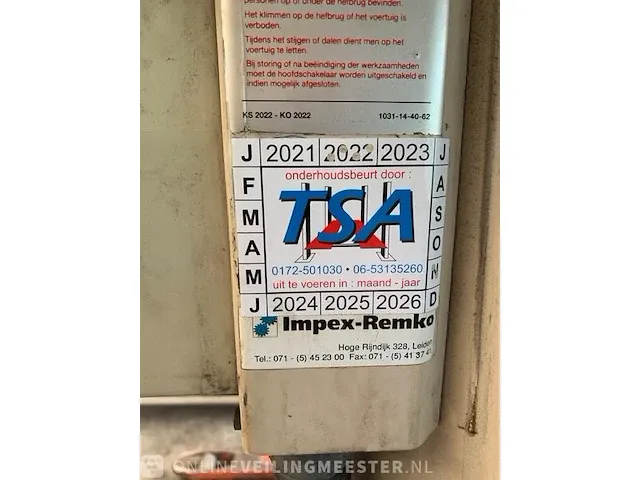 personen op of onder de hefbrug bevinden.
Het klimmen op de hefbrug of het voertuig is
verboden.
Tijdens het stijgen of dalen dient men op het
voertuig te letten.
Bij storing of na beëindiging der werkzaamheden
moet de hoofdschakelaar worden uitgeschakeld en
indien mogelijk afgesloten.
KS 2022 - KO 2022 1031-14-40-62
J 2021 2022 2023 J
onderhoudsbeurt door :
F A
TSA
M S
A O
0172-501030 • 06-53135260
M N
uit te voeren in : maand - jaar
J 2024 2025 2026 D
Impex-Remko
Hoge Rijndijk 328, Leiden
Tel.: 071 - (5) 45 23 00 Fax: 071 - (5) 41 37 4
ONLINEVEILINGMEESTER.NL